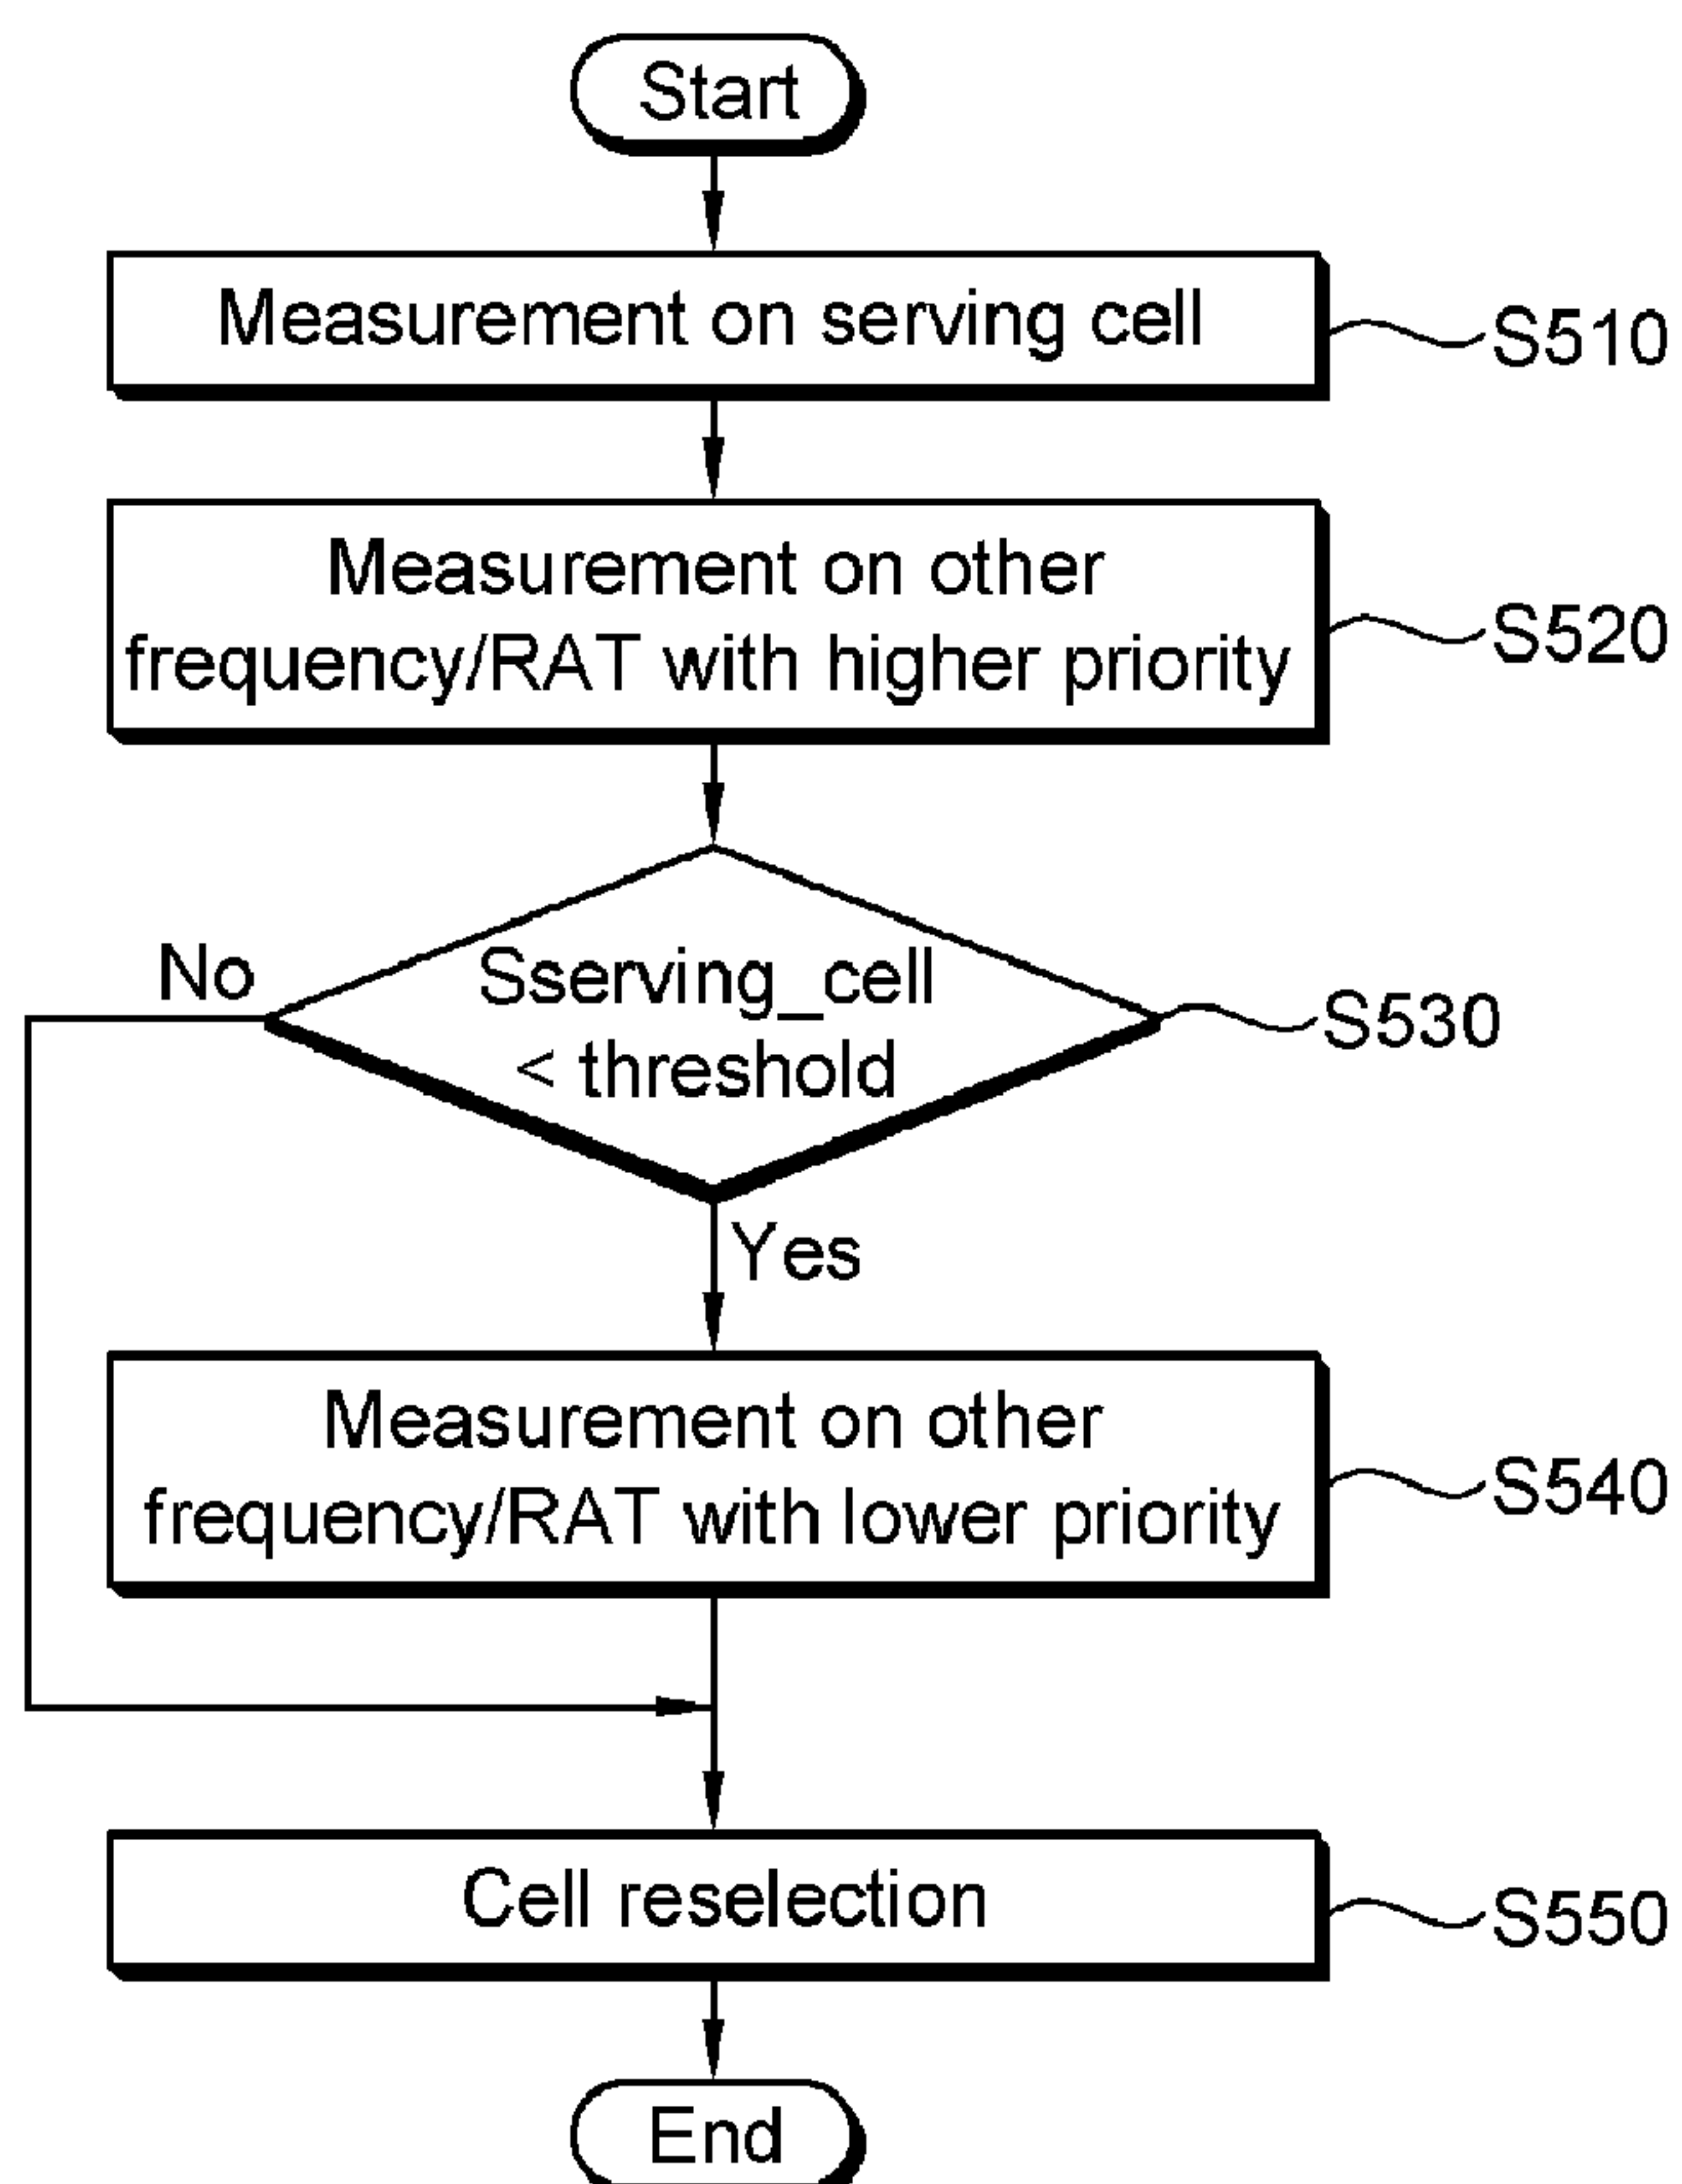 Start
Measurement on serving cell
S510
Measurement on other
frequency/RAT with higher priority
S520
No
Sserving_cell
< threshold
S530
Yes
Measurement on other
frequency/RAT with lower priority
S540
Cell reselection
S550
End